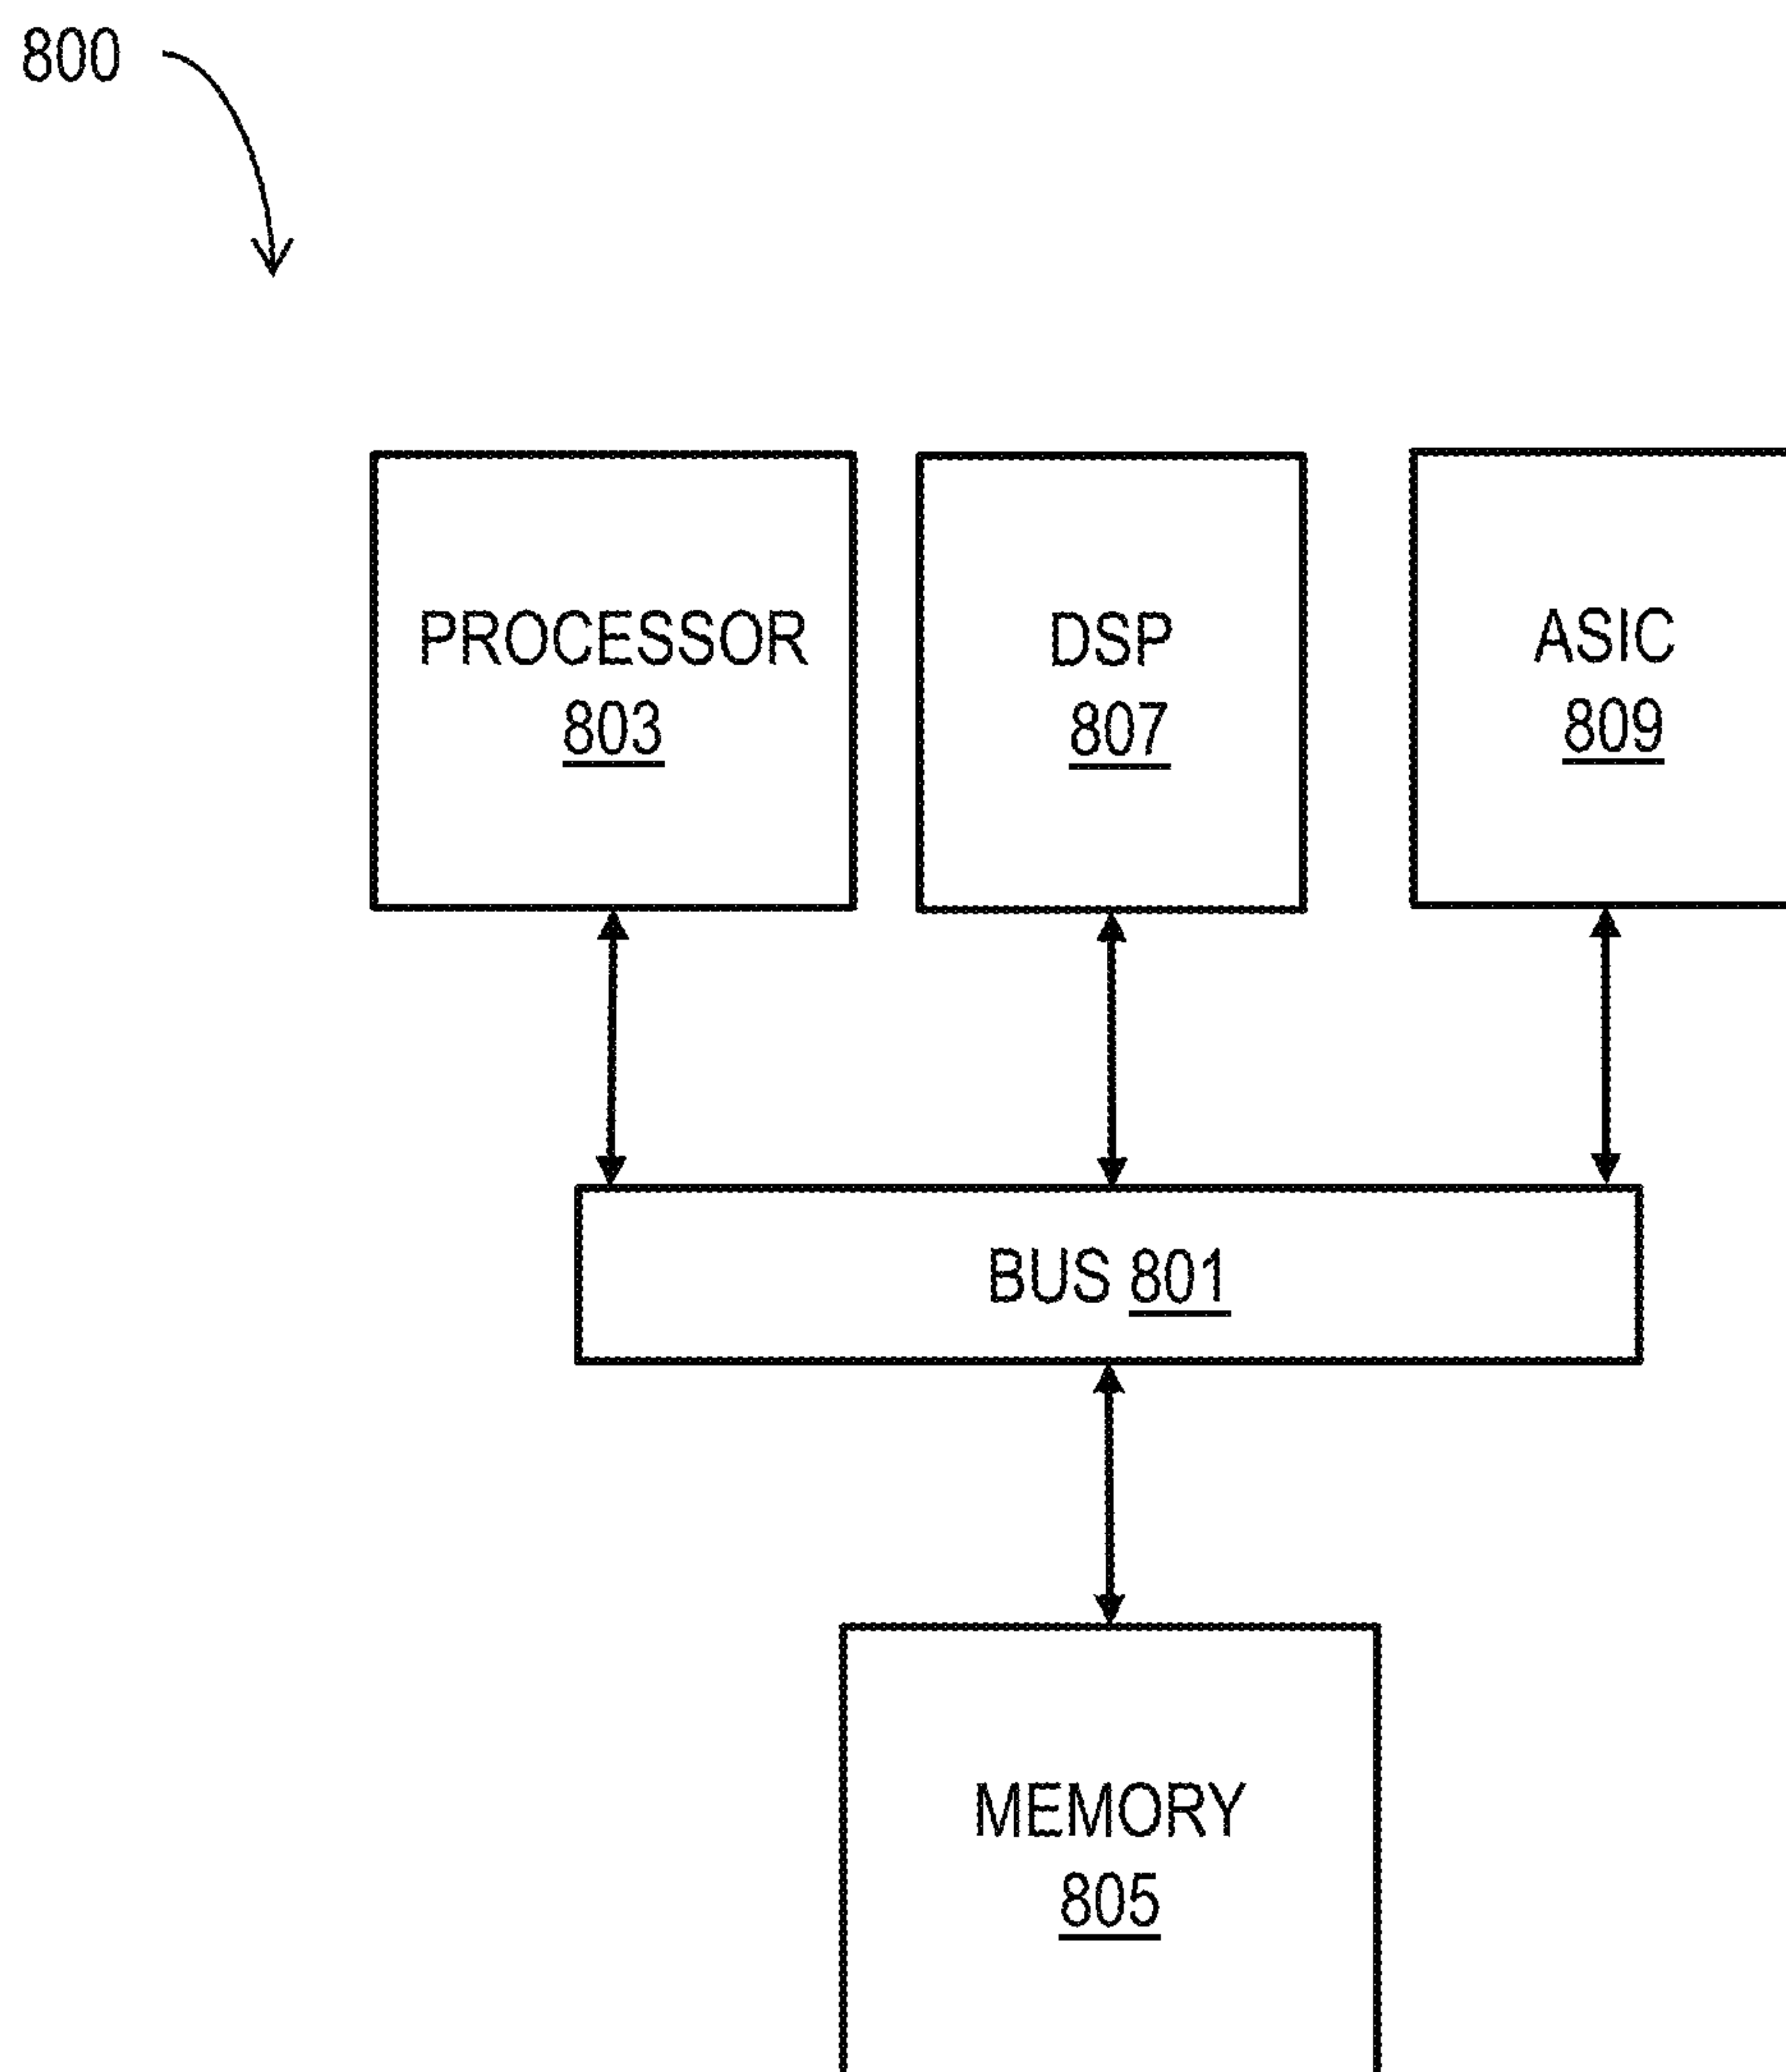 800
PROCESSOR
803
DSP
807
ASIC
809
BUS 801
MEMORY
805